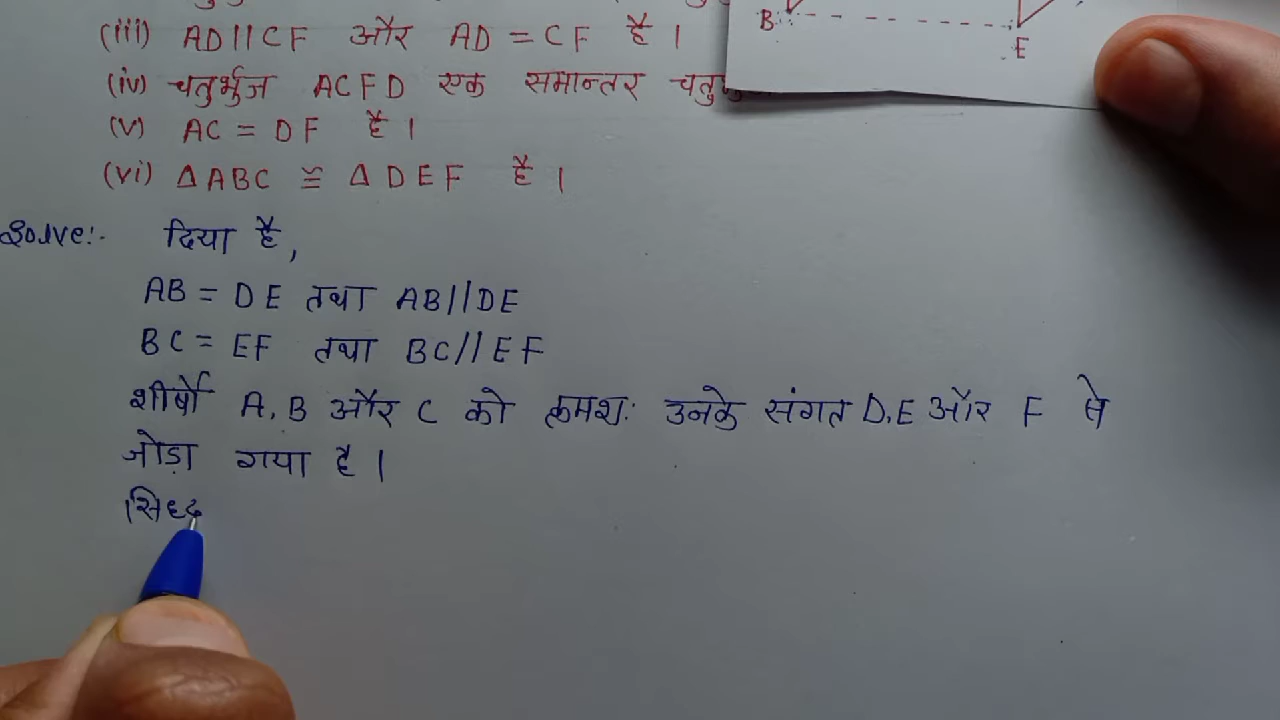 B
E
(iii) AD||CF और AD = CF है।
(iv) चतुर्भुज ACFD एक समान्तर
(v) AC = DF है।
(vi) ΔABC ≅ ΔDEF है।
Solve:- दिया है,
AB = DE तथा AB//DE
BC = EF तथा BC//EF
शीर्षो A, B और C को क्रमश: उनके संगत D, E और F से
जोड़ा गया है।
सिध्द